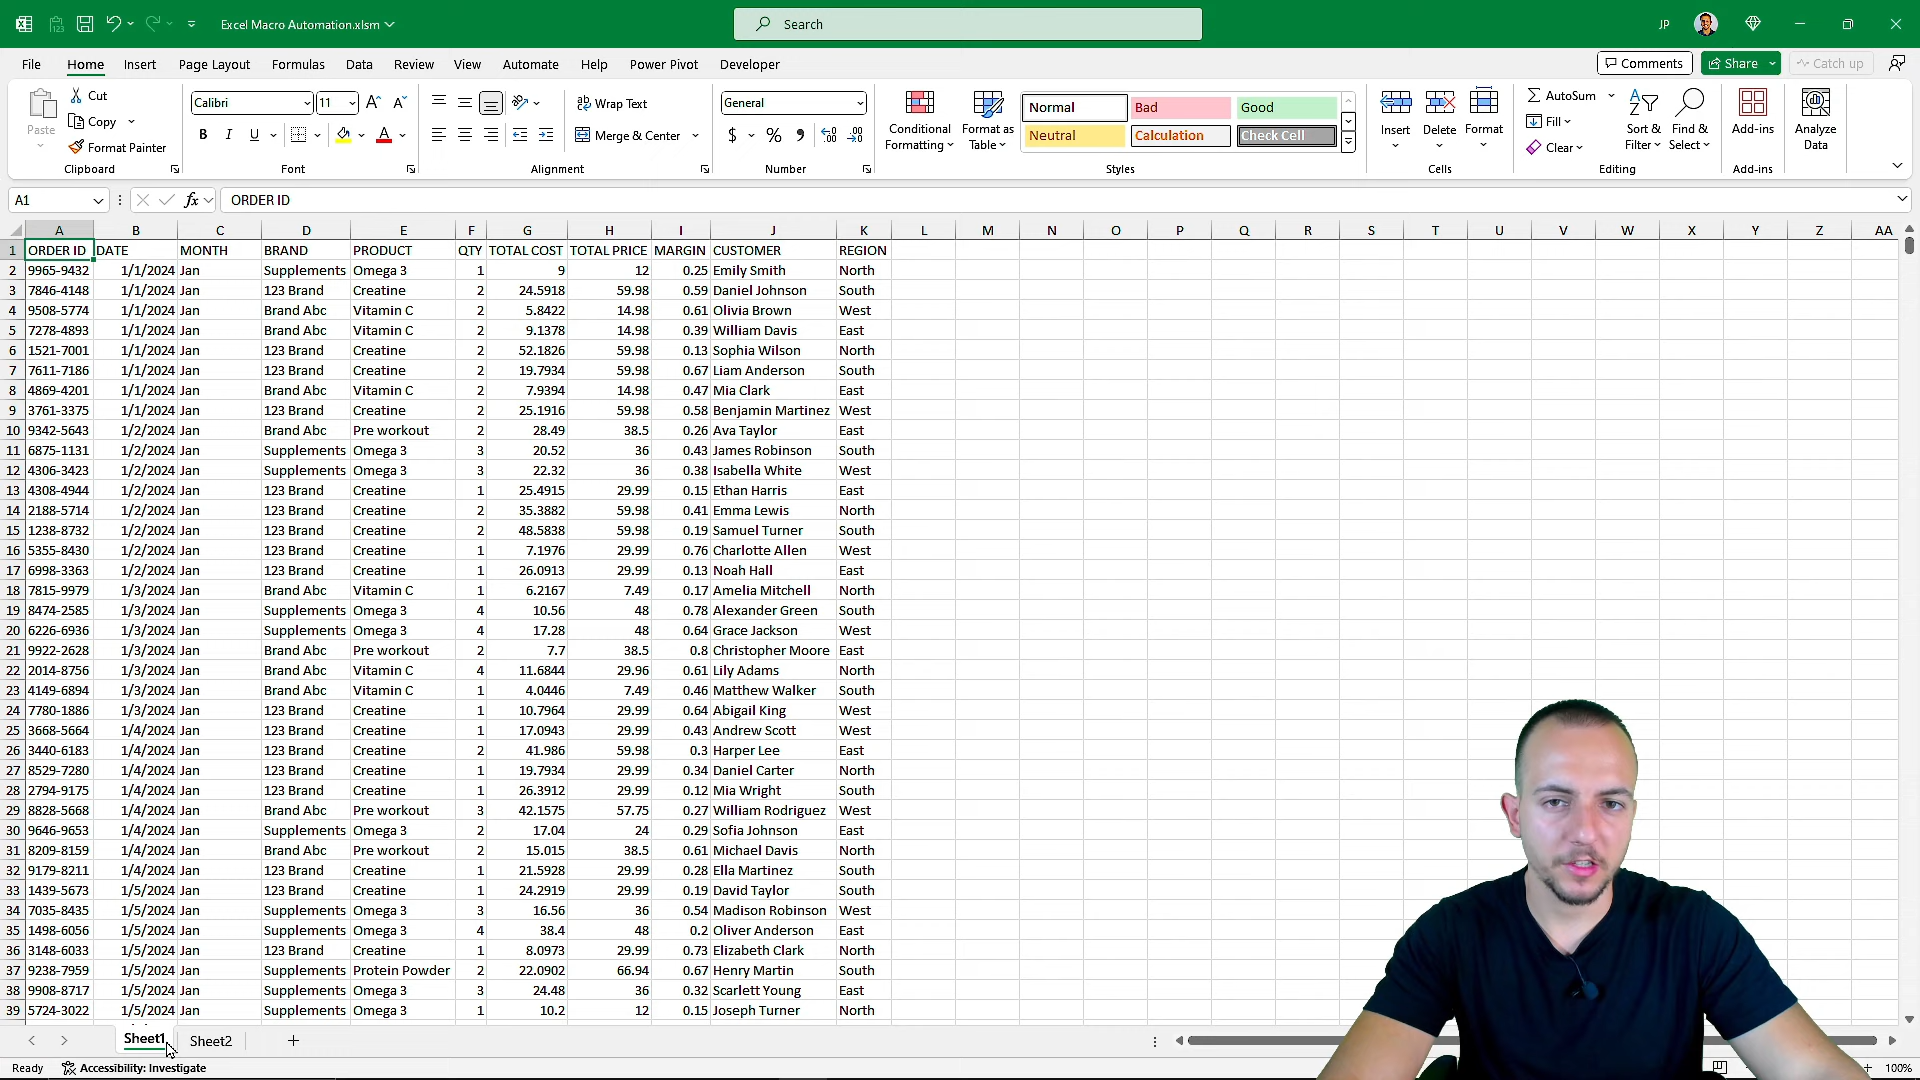 Excel Macro Automation.xlsm
Search
JP
File Home Insert Page Layout Formulas Data Review View Automate Help Power Pivot Developer
Comments Share Catch up
Paste Cut Copy Format Painter Clipboard
Calibri 11 B I U A Font
Wrap Text Merge & Center Alignment
General $ % Number
Conditional Formatting Format as Table
Normal Bad Good
Neutral Calculation Check Cell
Styles
Insert Delete Format Cells
AutoSum Fill Clear Sort & Filter Find & Select Editing
Add-ins Add-ins
Analyze Data
A1 fx ORDER ID
A B C D E F G H I J K L M N O P Q R S T U V W X Y Z AA
1 ORDER ID DATE MONTH BRAND PRODUCT QTY TOTAL COST TOTAL PRICE MARGIN CUSTOMER REGION
2 9965-9432 1/1/2024 Jan Supplements Omega 3 1 9 12 0.25 Emily Smith North
3 7846-4148 1/1/2024 Jan 123 Brand Creatine 2 24.5918 59.98 0.59 Daniel Johnson South
4 9508-5774 1/1/2024 Jan Brand Abc Vitamin C 2 5.8422 14.98 0.61 Olivia Brown West
5 7278-4893 1/1/2024 Jan Brand Abc Vitamin C 2 9.1378 14.98 0.39 William Davis East
6 1521-7001 1/1/2024 Jan 123 Brand Creatine 2 52.1826 59.98 0.13 Sophia Wilson North
7 7611-7186 1/1/2024 Jan 123 Brand Creatine 2 19.7934 59.98 0.67 Liam Anderson South
8 4869-4201 1/1/2024 Jan Brand Abc Vitamin C 2 7.9394 14.98 0.47 Mia Clark East
9 3761-3375 1/1/2024 Jan 123 Brand Creatine 2 25.1916 59.98 0.58 Benjamin Martinez West
10 9342-5643 1/2/2024 Jan Brand Abc Pre workout 2 28.49 38.5 0.26 Ava Taylor East
11 6875-1131 1/2/2024 Jan Supplements Omega 3 3 20.52 36 0.43 James Robinson South
12 4306-3423 1/2/2024 Jan Supplements Omega 3 3 22.32 36 0.38 Isabella White West
13 4308-4944 1/2/2024 Jan 123 Brand Creatine 1 25.4915 29.99 0.15 Ethan Harris East
14 2188-5714 1/2/2024 Jan 123 Brand Creatine 2 35.3882 59.98 0.41 Emma Lewis North
15 1238-8732 1/2/2024 Jan 123 Brand Creatine 2 48.5838 59.98 0.19 Samuel Turner South
16 5355-8430 1/2/2024 Jan 123 Brand Creatine 1 7.1976 29.99 0.76 Charlotte Allen West
17 6998-3363 1/2/2024 Jan 123 Brand Creatine 1 26.0913 29.99 0.13 Noah Hall East
18 7815-9979 1/3/2024 Jan Brand Abc Vitamin C 1 6.2167 7.49 0.17 Amelia Mitchell North
19 8474-2585 1/3/2024 Jan Supplements Omega 3 4 10.56 48 0.78 Alexander Green South
20 6226-6936 1/3/2024 Jan Supplements Omega 3 4 17.28 48 0.64 Grace Jackson West
21 9922-2628 1/3/2024 Jan Brand Abc Pre workout 2 7.7 38.5 0.8 Christopher Moore East
22 2014-8756 1/3/2024 Jan Brand Abc Vitamin C 4 11.6844 29.96 0.61 Lily Adams North
23 4149-6894 1/3/2024 Jan Brand Abc Vitamin C 1 4.0446 7.49 0.46 Matthew Walker South
24 7780-1886 1/3/2024 Jan 123 Brand Creatine 1 10.7964 29.99 0.64 Abigail King West
25 3668-5664 1/4/2024 Jan 123 Brand Creatine 1 17.0943 29.99 0.43 Andrew Scott West
26 3440-6183 1/4/2024 Jan 123 Brand Creatine 2 41.986 59.98 0.3 Harper Lee East
27 8529-7280 1/4/2024 Jan 123 Brand Creatine 1 19.7934 29.99 0.34 Daniel Carter North
28 2794-9175 1/4/2024 Jan 123 Brand Creatine 1 26.3912 29.99 0.12 Mia Wright South
29 8828-5668 1/4/2024 Jan Brand Abc Pre workout 3 42.1575 57.75 0.27 William Rodriguez West
30 9646-9653 1/4/2024 Jan Supplements Omega 3 2 17.04 24 0.29 Sofia Johnson East
31 8209-8159 1/4/2024 Jan Brand Abc Pre workout 2 15.015 38.5 0.61 Michael Davis North
32 9179-8211 1/4/2024 Jan 123 Brand Creatine 1 21.5928 29.99 0.28 Ella Martinez South
33 1439-5673 1/5/2024 Jan 123 Brand Creatine 1 24.2919 29.99 0.19 David Taylor South
34 7035-8435 1/5/2024 Jan Supplements Omega 3 3 16.56 36 0.54 Madison Robinson West
35 1498-6056 1/5/2024 Jan Supplements Omega 3 4 38.4 48 0.2 Oliver Anderson East
36 3148-6033 1/5/2024 Jan 123 Brand Creatine 1 8.0973 29.99 0.73 Elizabeth Clark North
37 9238-7959 1/5/2024 Jan Supplements Protein Powder 2 22.0902 66.94 0.67 Henry Martin South
38 9908-8717 1/5/2024 Jan Supplements Omega 3 3 24.48 36 0.32 Scarlett Young East
39 5724-3022 1/5/2024 Jan Supplements Omega 3 1 10.2 12 0.15 Joseph Turner North
Sheet1 Sheet2
Ready Accessibility: Investigate 100%